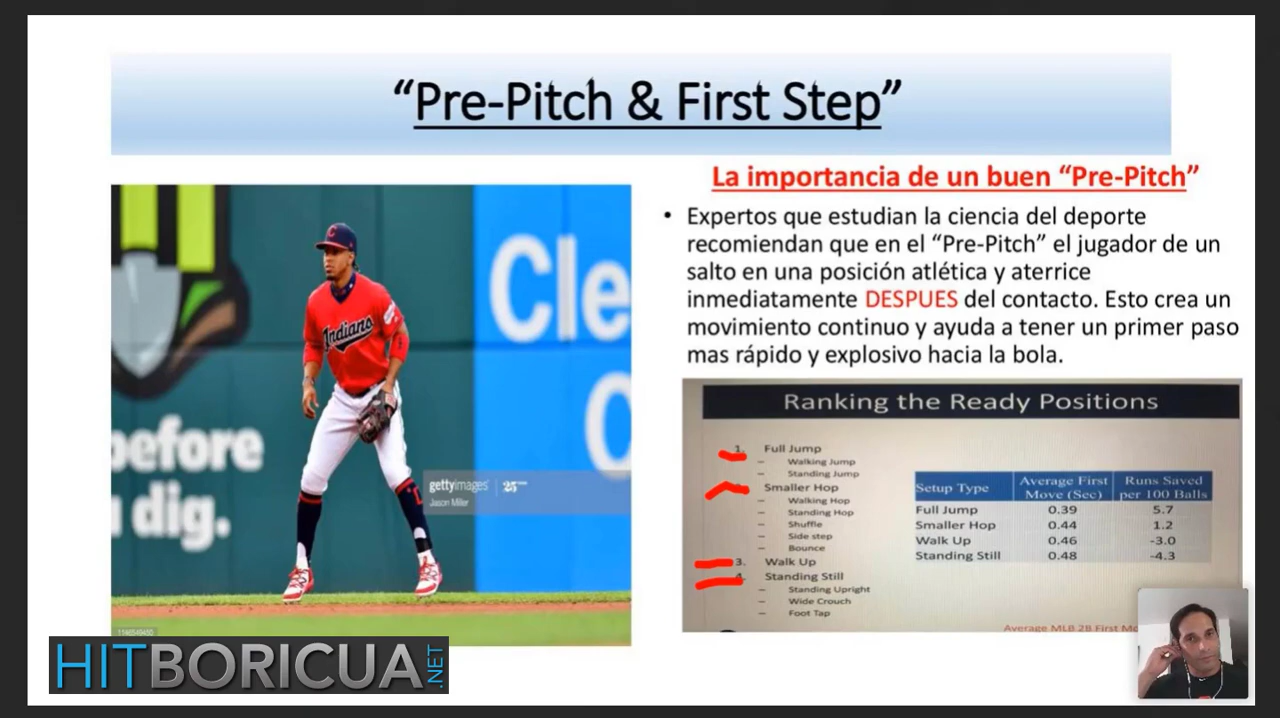 “Pre-Pitch & First Step”
La importancia de un buen “Pre-Pitch”
• Expertos que estudian la ciencia del deporte
recomiendan que en el “Pre-Pitch” el jugador de un
salto en una posición atlética y aterrice
inmediatamente DESPUES del contacto. Esto crea un
movimiento continuo y ayuda a tener un primer paso
mas rápido y explosivo hacia la bola.
Cle
C
before
dig.
C
Indians
gettyimages
Jason Miller
Ranking the Ready Positions
1. Full Jump
– Walking Jump
– Standing Jump
Smaller Hop
– Walking Hop
– Standing Hop
– Shuffle
– Side step
– Bounce
3. Walk Up
4. Standing Still
– Standing Upright
– Wide Crouch
– Foot Tap
Setup Type Average First Move (Sec) Runs Saved per 100 Balls
Full Jump 0.39 5.7
Smaller Hop 0.44 1.2
Walk Up 0.46 -3.0
Standing Still 0.48 -4.3
Average MLB 2B First Mo
HITBORICUA.NET